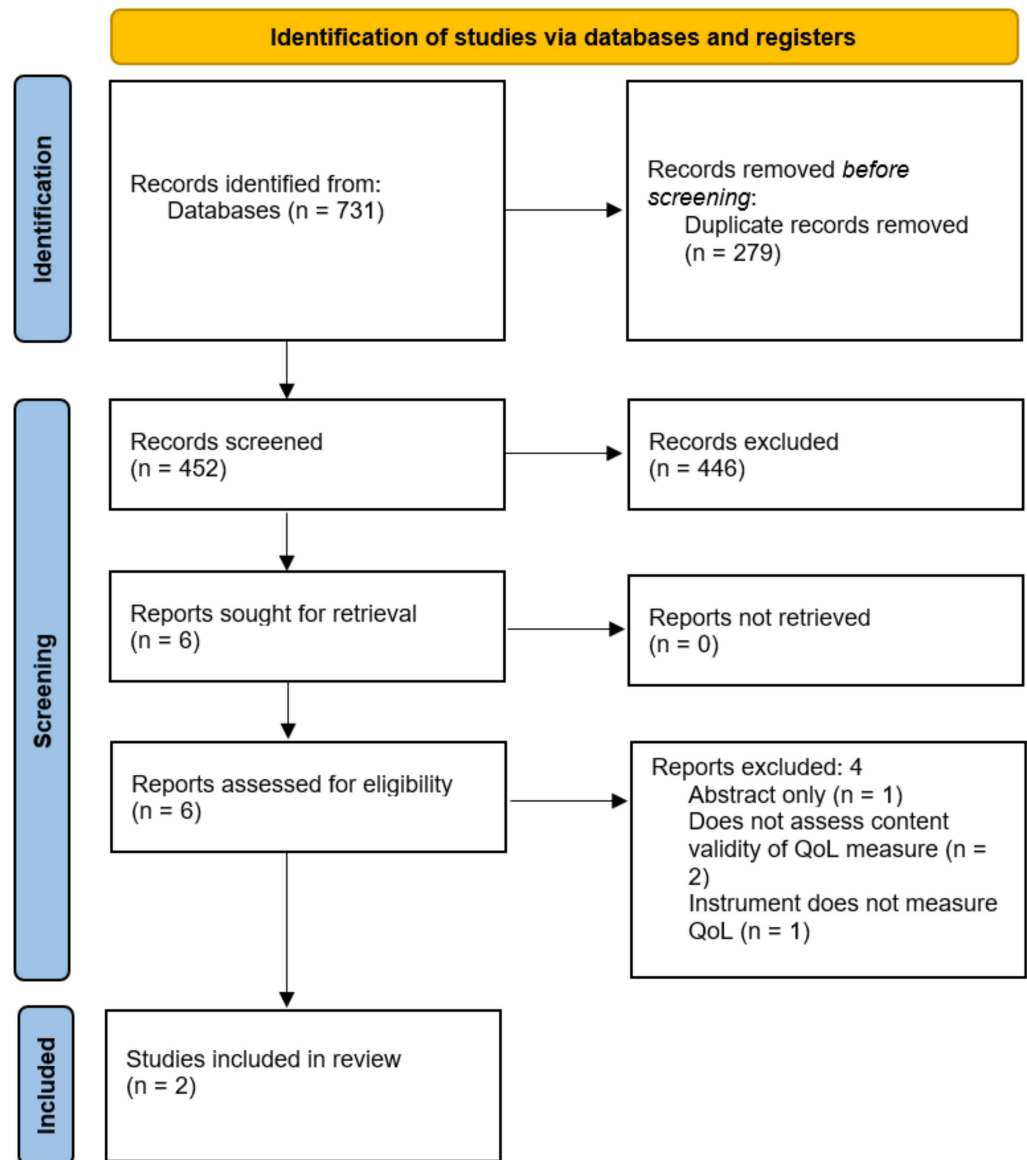 Identification of studies via databases and registers
Identification
Records identified from:
Databases (n = 731)
Records removed before
screening:
Duplicate records removed
(n = 279)
Screening
Records screened
(n = 452)
Records excluded
(n = 446)
Reports sought for retrieval
(n = 6)
Reports not retrieved
(n = 0)
Reports assessed for eligibility
(n = 6)
Reports excluded: 4
Abstract only (n = 1)
Does not assess content
validity of QoL measure (n =
2)
Instrument does not measure
QoL (n = 1)
Included
Studies included in review
(n = 2)